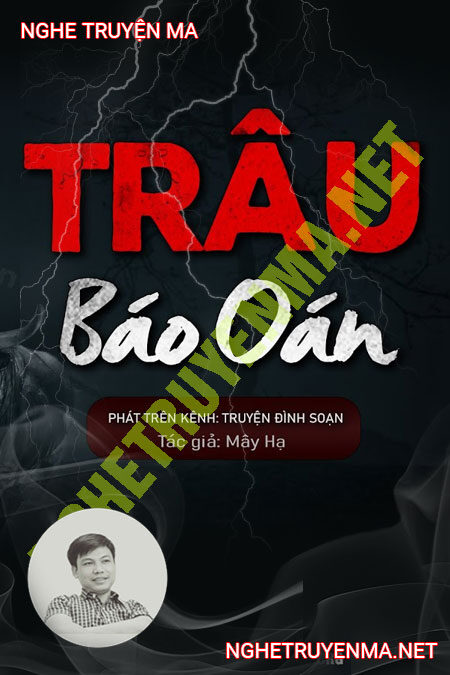 NGHE TRUYỆN MA
TRÂU
Báo Oán
NGHETRUYENMA.NET
PHÁT TRÊN KÊNH: TRUYỆN ĐÌNH SOẠN
Tác giả: Mây Hạ
NGHETRUYENMA.NET